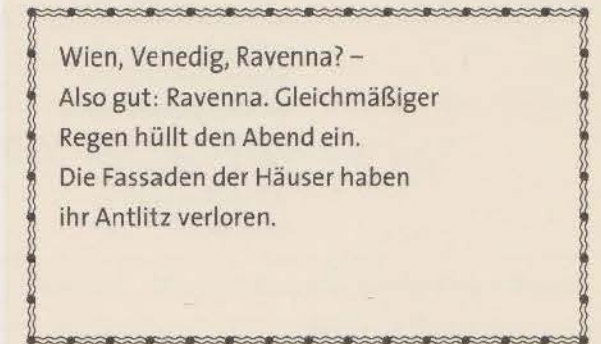 Wien, Venedig, Ravenna? –
Also gut: Ravenna. Gleichmäßiger
Regen hüllt den Abend ein.
Die Fassaden der Häuser haben
ihr Antlitz verloren.